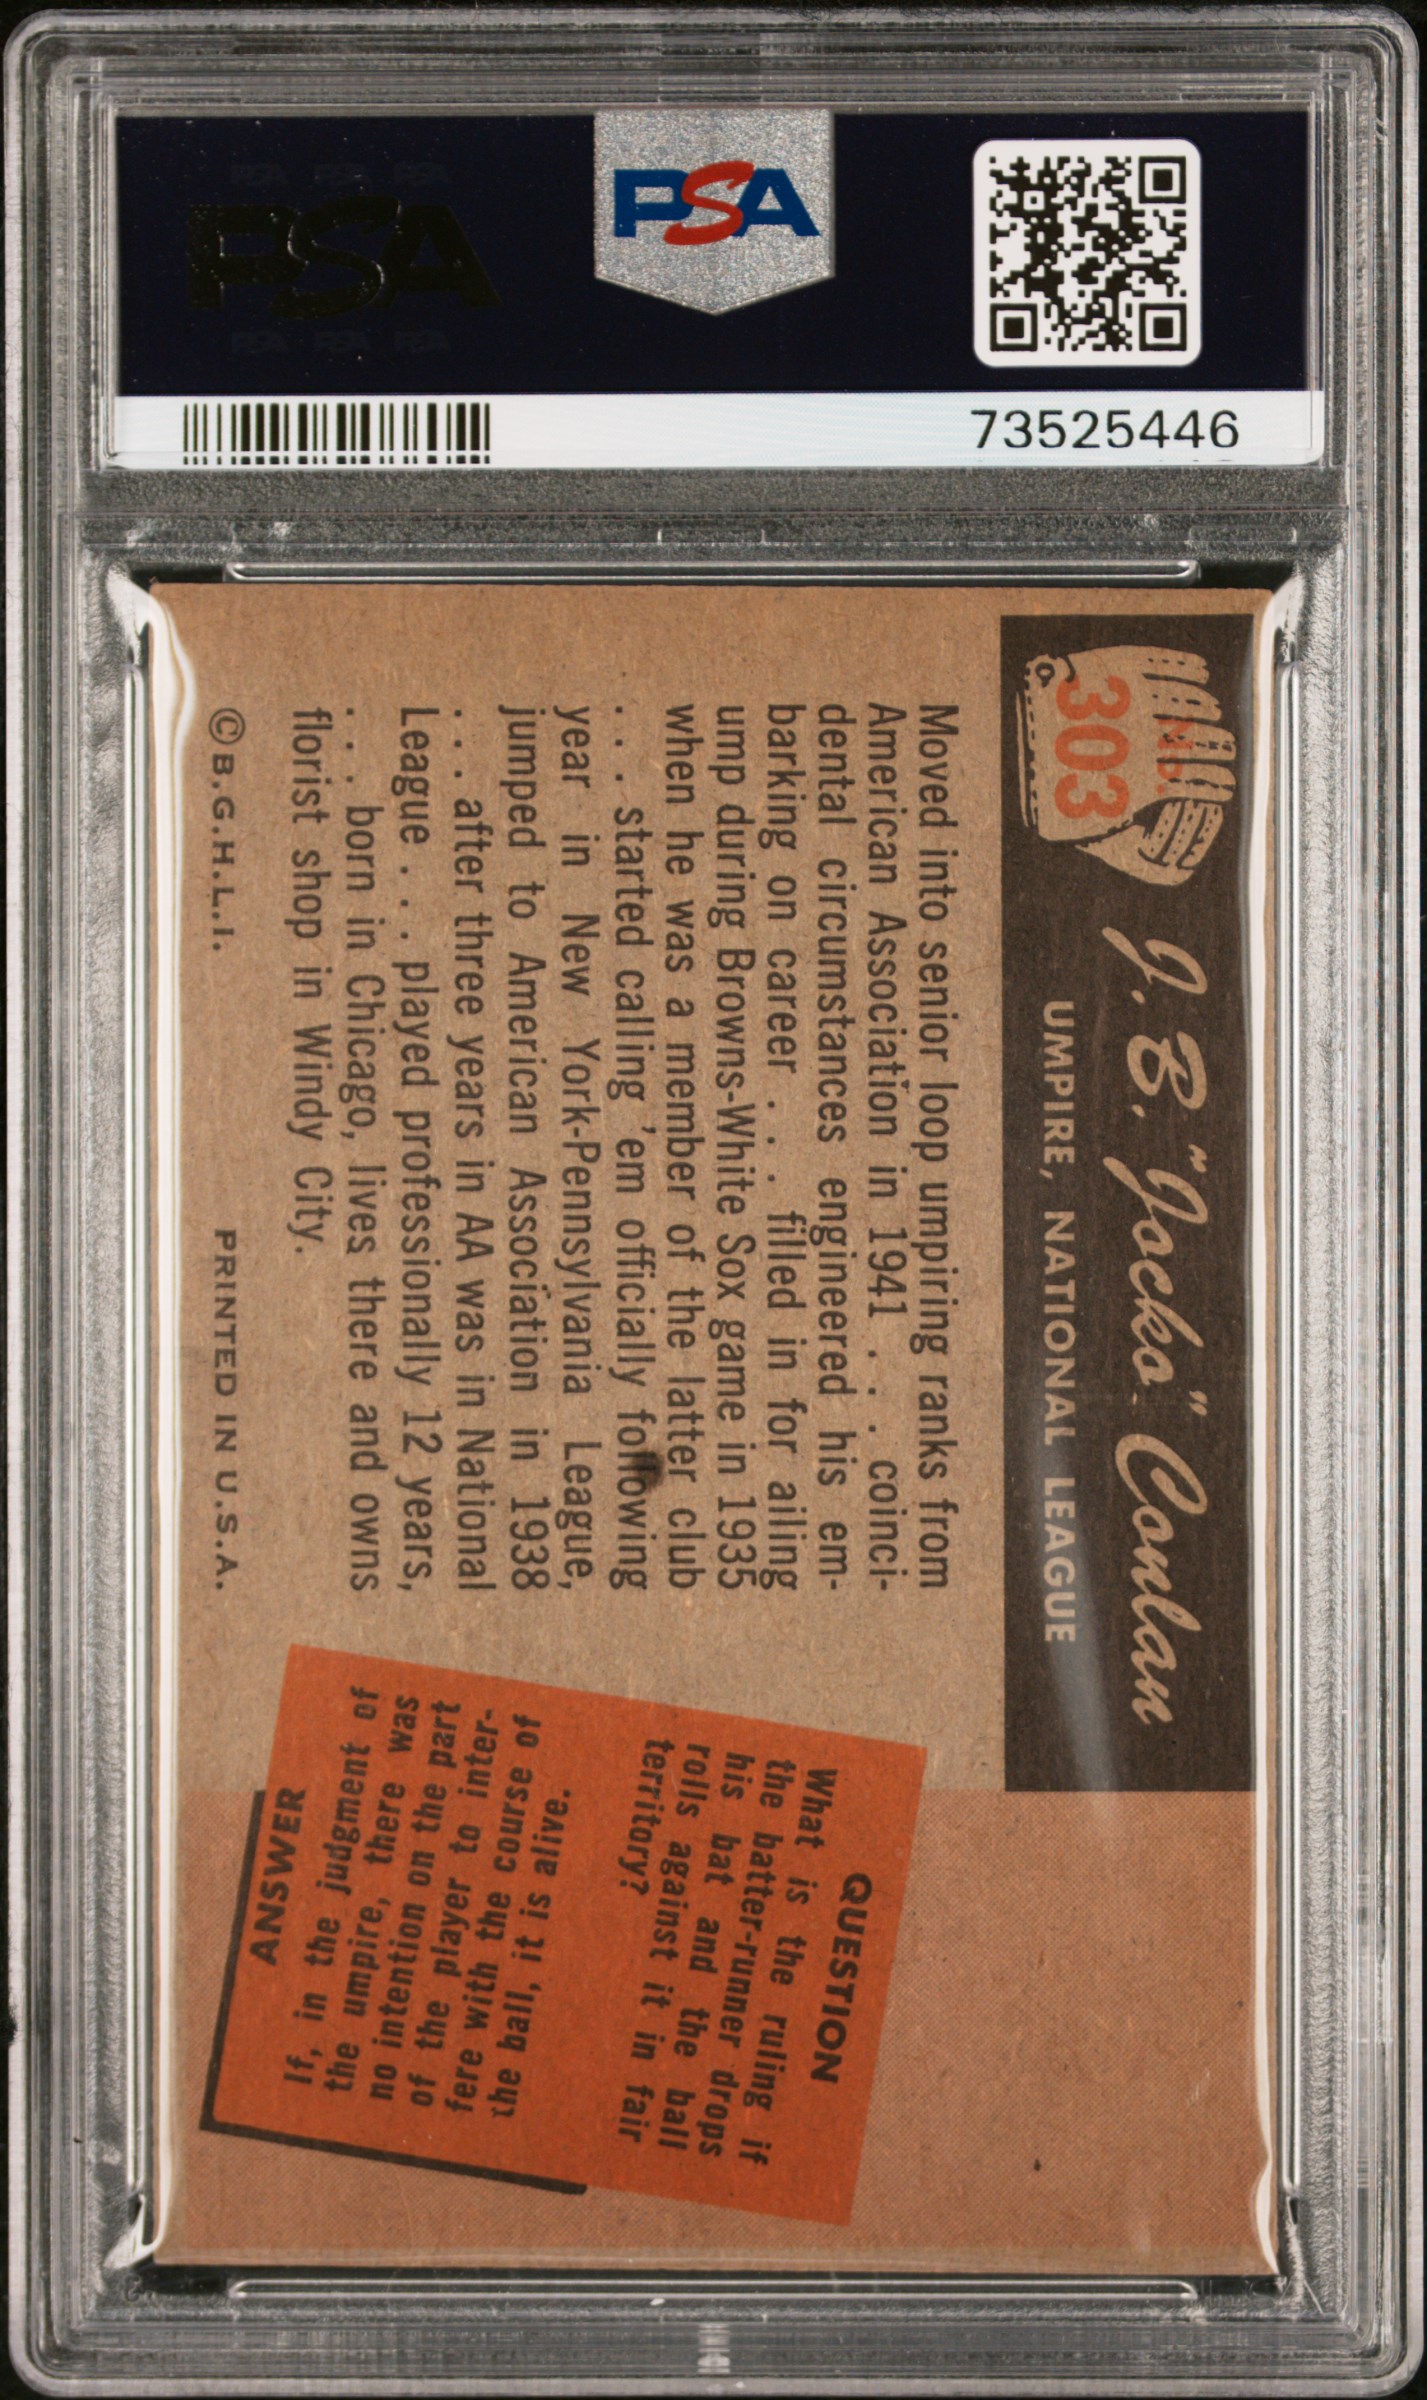 PSA
PSA PSA PSA
PSA
PSA PSA PSA
73525446
No.
303
J. B. "Jocko" Conlan
UMPIRE, NATIONAL LEAGUE
Moved into senior loop umpiring ranks from
American Association in 1941 . . . coinci-
dental circumstances engineered his em-
barking on career . . . filled in for ailing
ump during Browns-White Sox game in 1935
when he was a member of the latter club
. . . started calling 'em officially following
year in New York-Pennsylvania League,
jumped to American Association in 1938
. . . after three years in AA was in National
League . . . played professionally 12 years,
. . . born in Chicago, lives there and owns
florist shop in Windy City.
©B.G.H.L.I.
PRINTED IN U.S.A.
QUESTION
What is the ruling if
the batter-runner drops
his bat and the ball
rolls against it in fair
territory?
ANSWER
If, in the judgment of
the umpire, there was
no intention on the part
of the player to inter-
fere with the course of
the ball, it is alive.